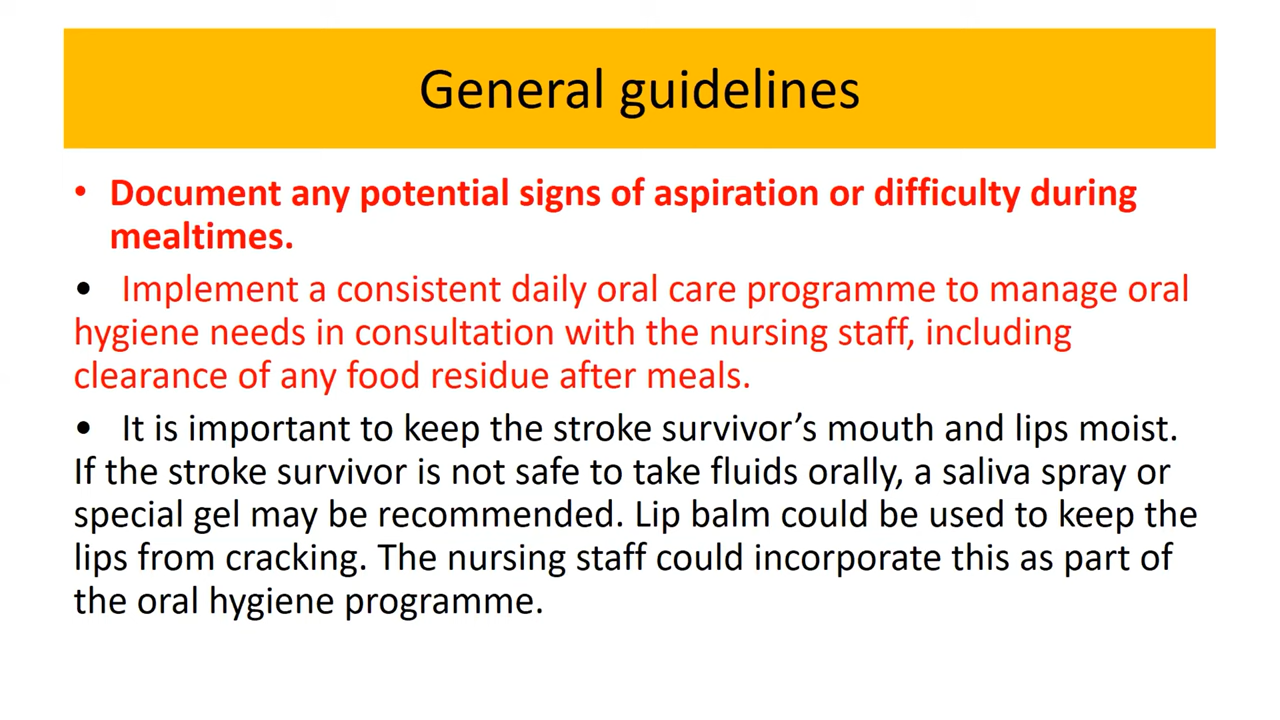 General guidelines
• Document any potential signs of aspiration or difficulty during
mealtimes.
• Implement a consistent daily oral care programme to manage oral
hygiene needs in consultation with the nursing staff, including
clearance of any food residue after meals.
• It is important to keep the stroke survivor’s mouth and lips moist.
If the stroke survivor is not safe to take fluids orally, a saliva spray or
special gel may be recommended. Lip balm could be used to keep the
lips from cracking. The nursing staff could incorporate this as part of
the oral hygiene programme.